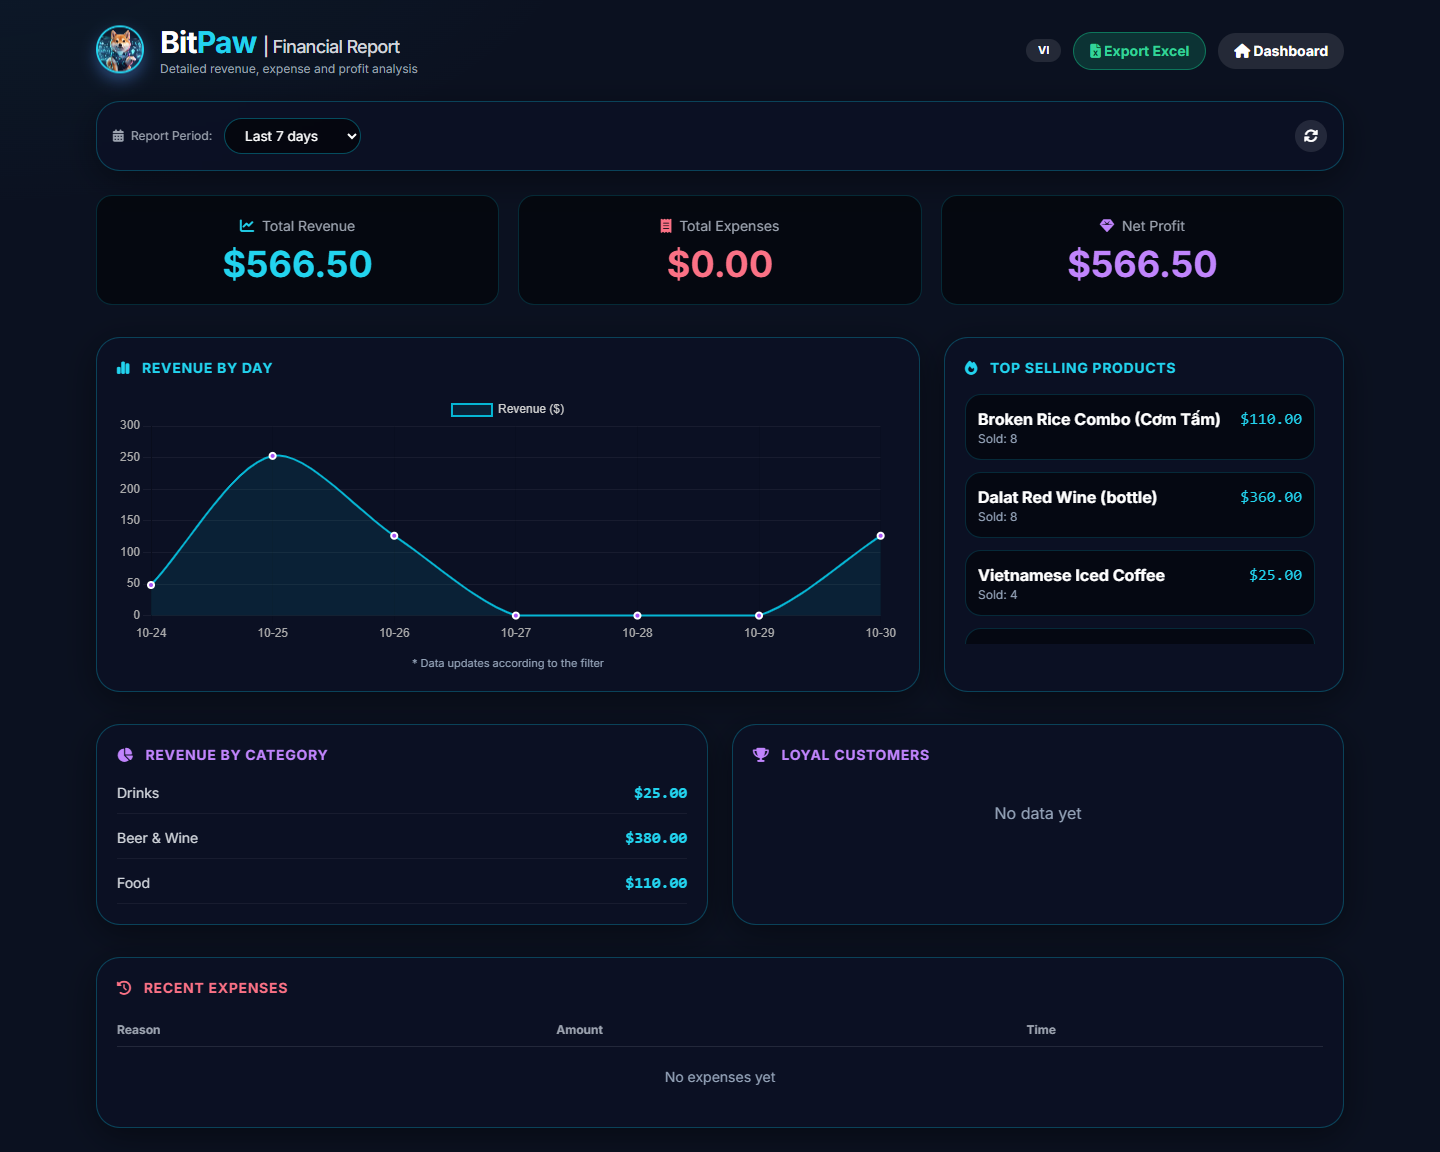 BitPaw | Financial Report
Detailed revenue, expense and profit analysis
VI
Export Excel
Dashboard
Report Period:
Last 7 days
Total Revenue
$566.50
Total Expenses
$0.00
Net Profit
$566.50
REVENUE BY DAY
Revenue ($)
300
250
200
150
100
50
0
10-24
10-25
10-26
10-27
10-28
10-29
10-30
* Data updates according to the filter
TOP SELLING PRODUCTS
Broken Rice Combo (Cơm Tấm)
$110.00
Sold: 8
Dalat Red Wine (bottle)
$360.00
Sold: 8
Vietnamese Iced Coffee
$25.00
Sold: 4
REVENUE BY CATEGORY
Drinks
$25.00
Beer & Wine
$380.00
Food
$110.00
LOYAL CUSTOMERS
No data yet
RECENT EXPENSES
Reason
Amount
Time
No expenses yet